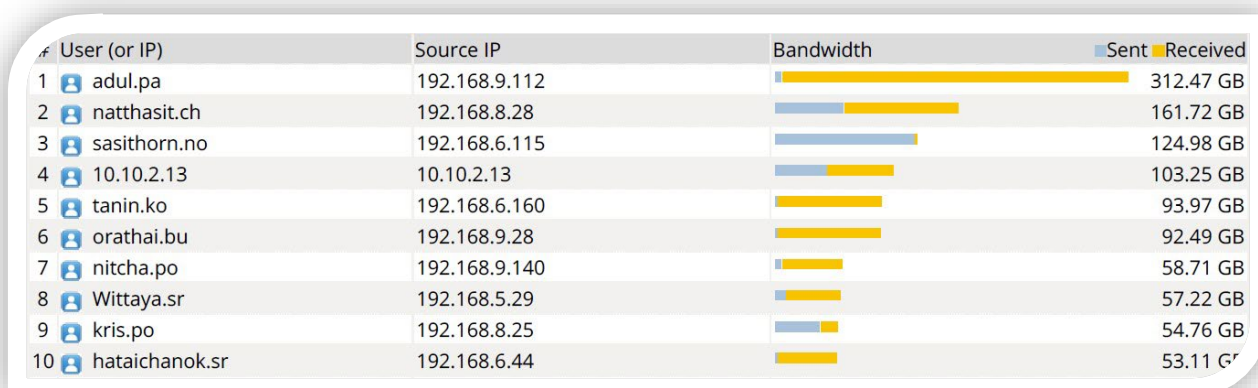 # User (or IP) Source IP Bandwidth Sent Received
1 adul.pa 192.168.9.112 312.47 GB
2 natthasit.ch 192.168.8.28 161.72 GB
3 sasithorn.no 192.168.6.115 124.98 GB
4 10.10.2.13 10.10.2.13 103.25 GB
5 tanin.ko 192.168.6.160 93.97 GB
6 orathai.bu 192.168.9.28 92.49 GB
7 nitcha.po 192.168.9.140 58.71 GB
8 Wittaya.sr 192.168.5.29 57.22 GB
9 kris.po 192.168.8.25 54.76 GB
10 hataichanok.sr 192.168.6.44 53.11 GB